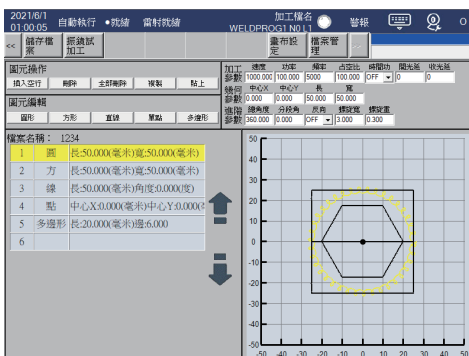 2021/6/1
01:00:05
自動執行 •就緒 雷射就緒
加工檔名
WELDPROG1 N0 L1
警報
<< 儲存檔案 振鏡試加工 畫布設定 檔案管理
圖元操作
插入空行 刪除 全部刪除 複製 貼上
圖元編輯
圓形 方形 直線 單點 多邊形
加工參數 速度 功率 頻率 占空比 時間功 開光延 收光延
1000.000 100.000 5000 100.000 OFF 0 0
幾何參數 中心X 中心Y 長 寬
0.000 0.000 50.000 50.000
進階參數 總角度 分段角 反角 螺旋寬 螺旋重
360.000 0.000 OFF 3.000 0.300
檔案名稱： 1234
1 圓 長:50.000(毫米)寬:50.000(毫米)
2 方 長:50.000(毫米)寬:50.000(毫米)
3 線 長:50.000(毫米)角度:0.000(度)
4 點 中心X:0.000(毫米)中心Y:0.000(
5 多邊形 長:20.000(毫米)邊:6.000
6
50
40
30
20
10
0
-10
-20
-30
-40
-50
-50 -40 -30 -20 -10 0 10 20 30 40 50